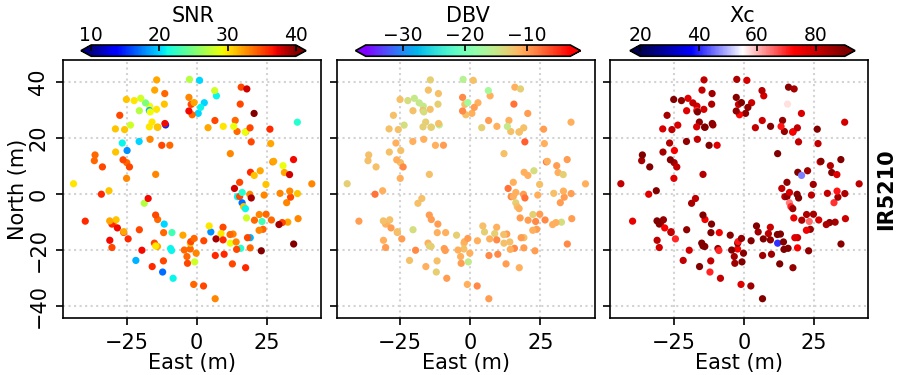 SNR DBV Xc
10 20 30 40 −30 −20 −10 20 40 60 80
40
20
0
−20
−40
North (m)
−25 0 25 −25 0 25 −25 0 25
East (m) East (m) East (m)
IR5210